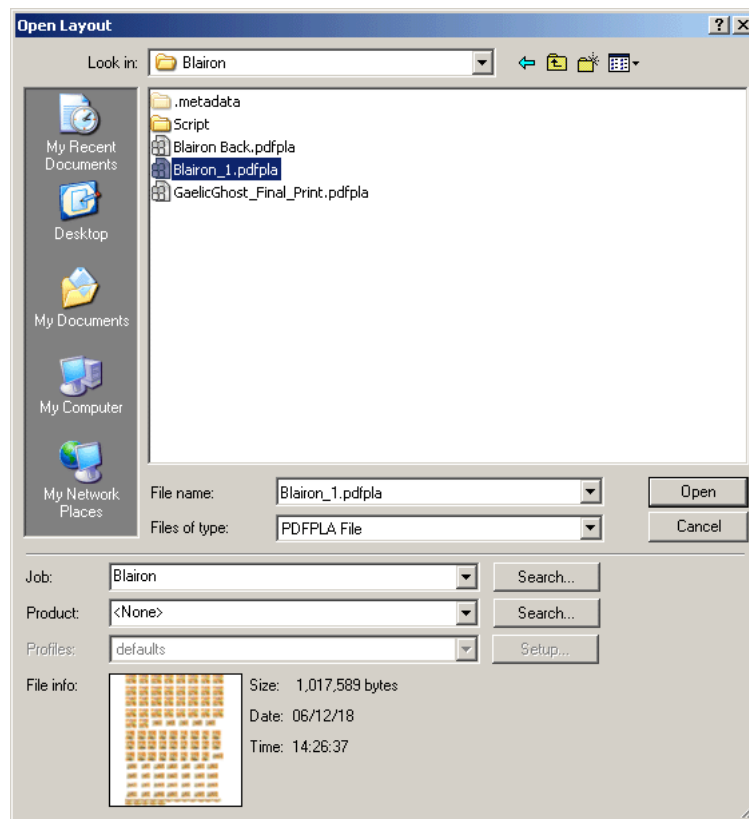 Open Layout
Look in: Blairon
.metadata
Script
Blairon Back.pdfpla
Blairon_1.pdfpla
GaelicGhost_Final_Print.pdfpla
My Recent
Documents
Desktop
My Documents
My Computer
My Network
Places
File name: Blairon_1.pdfpla Open
Files of type: PDFPLA File Cancel
Job: Blairon Search...
Product: <None> Search...
Profiles: defaults Setup...
File info: Size: 1,017,589 bytes
Date: 06/12/18
Time: 14:26:37